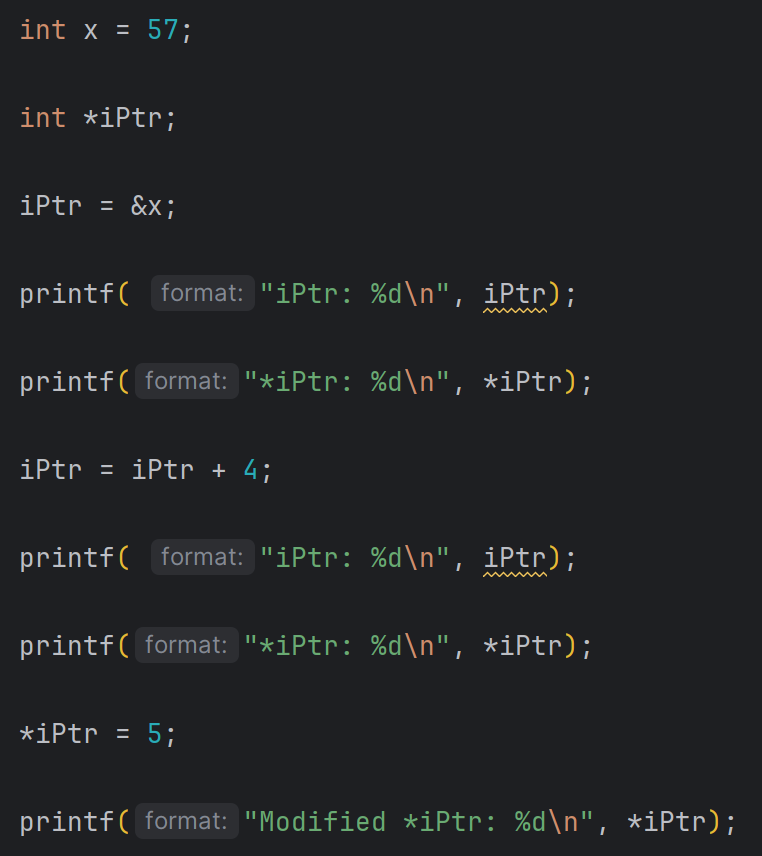 int x = 57;
int *iPtr;
iPtr = &x;
printf( format: "iPtr: %d\n", iPtr);
printf( format: "*iPtr: %d\n", *iPtr);
iPtr = iPtr + 4;
printf( format: "iPtr: %d\n", iPtr);
printf( format: "*iPtr: %d\n", *iPtr);
*iPtr = 5;
printf( format: "Modified *iPtr: %d\n", *iPtr);